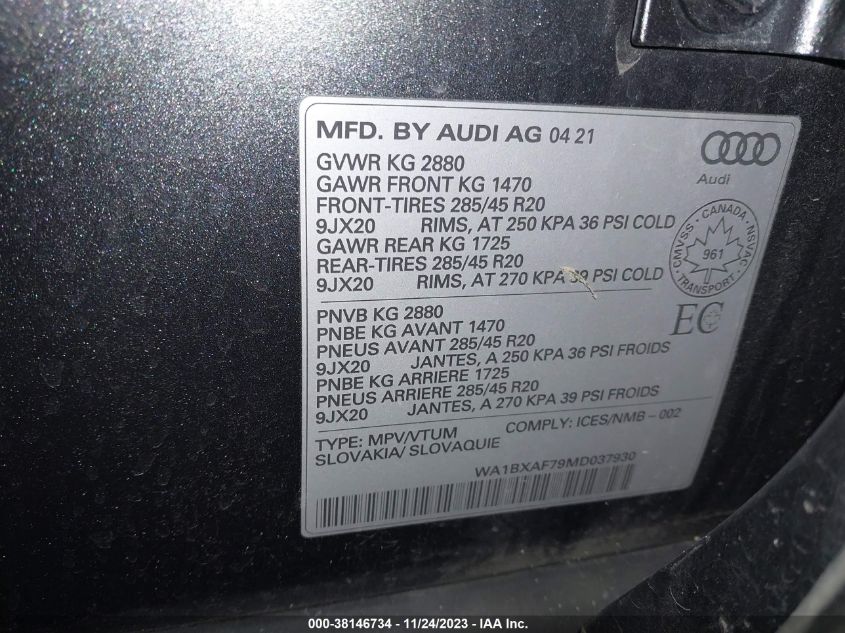 MFD. BY AUDI AG 04 21
GVWR KG 2880
GAWR FRONT KG 1470
FRONT-TIRES 285/45 R20
9JX20 RIMS, AT 250 KPA 36 PSI COLD
GAWR REAR KG 1725
REAR-TIRES 285/45 R20
9JX20 RIMS, AT 270 KPA 39 PSI COLD
Audi
CMVSS - CANADA - NSVAC
961
TRANSPORT
EC
PNVB KG 2880
PNBE KG AVANT 1470
PNEUS AVANT 285/45 R20
9JX20 JANTES, A 250 KPA 36 PSI FROIDS
PNBE KG ARRIERE 1725
PNEUS ARRIERE 285/45 R20
9JX20 JANTES, A 270 KPA 39 PSI FROIDS
TYPE: MPV/VTUM COMPLY: ICES/NMB - 002
SLOVAKIA/ SLOVAQUIE
WA1BXAF79MD037930
000-38146734 - 11/24/2023 - IAA Inc.